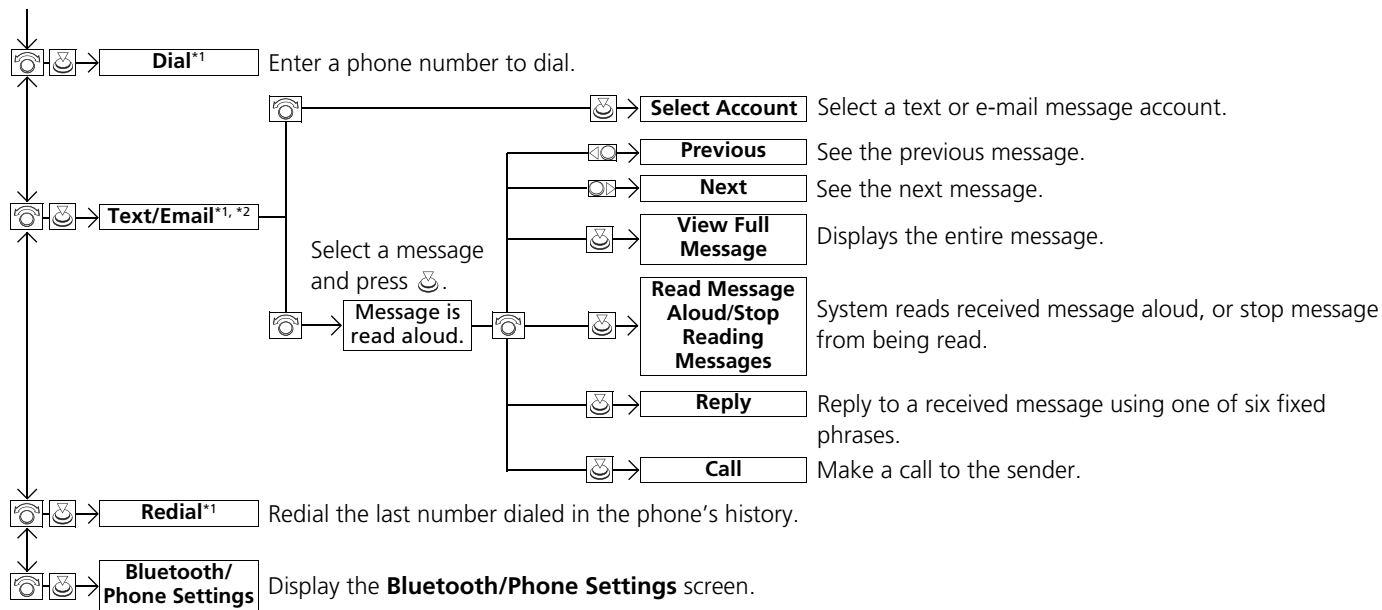 Dial*1 Enter a phone number to dial.
Select Account Select a text or e-mail message account.
Previous See the previous message.
Next See the next message.
Text/Email*1, *2
View Full
Message
Displays the entire message.
Select a message
and press .
Message is
read aloud.
Read Message
Aloud/Stop
Reading
Messages
System reads received message aloud, or stop message
from being read.
Reply Reply to a received message using one of six fixed
phrases.
Call Make a call to the sender.
Redial*1 Redial the last number dialed in the phone’s history.
Bluetooth/
Phone Settings
Display the Bluetooth/Phone Settings screen.